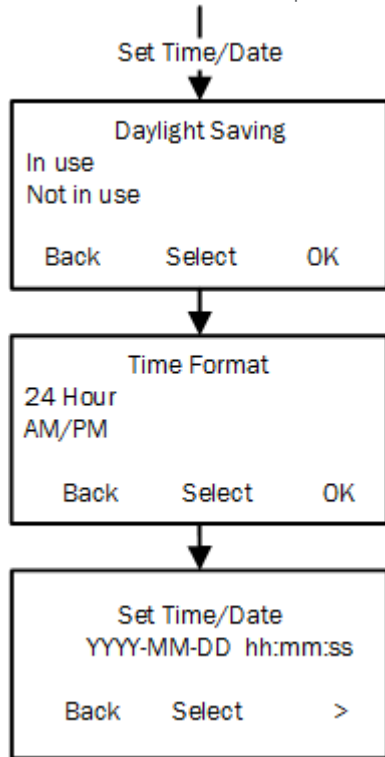 Set Time/Date
Daylight Saving
In use
Not in use
Back Select OK
Time Format
24 Hour
AM/PM
Back Select OK
Set Time/Date
YYYY-MM-DD hh:mm:ss
Back Select >